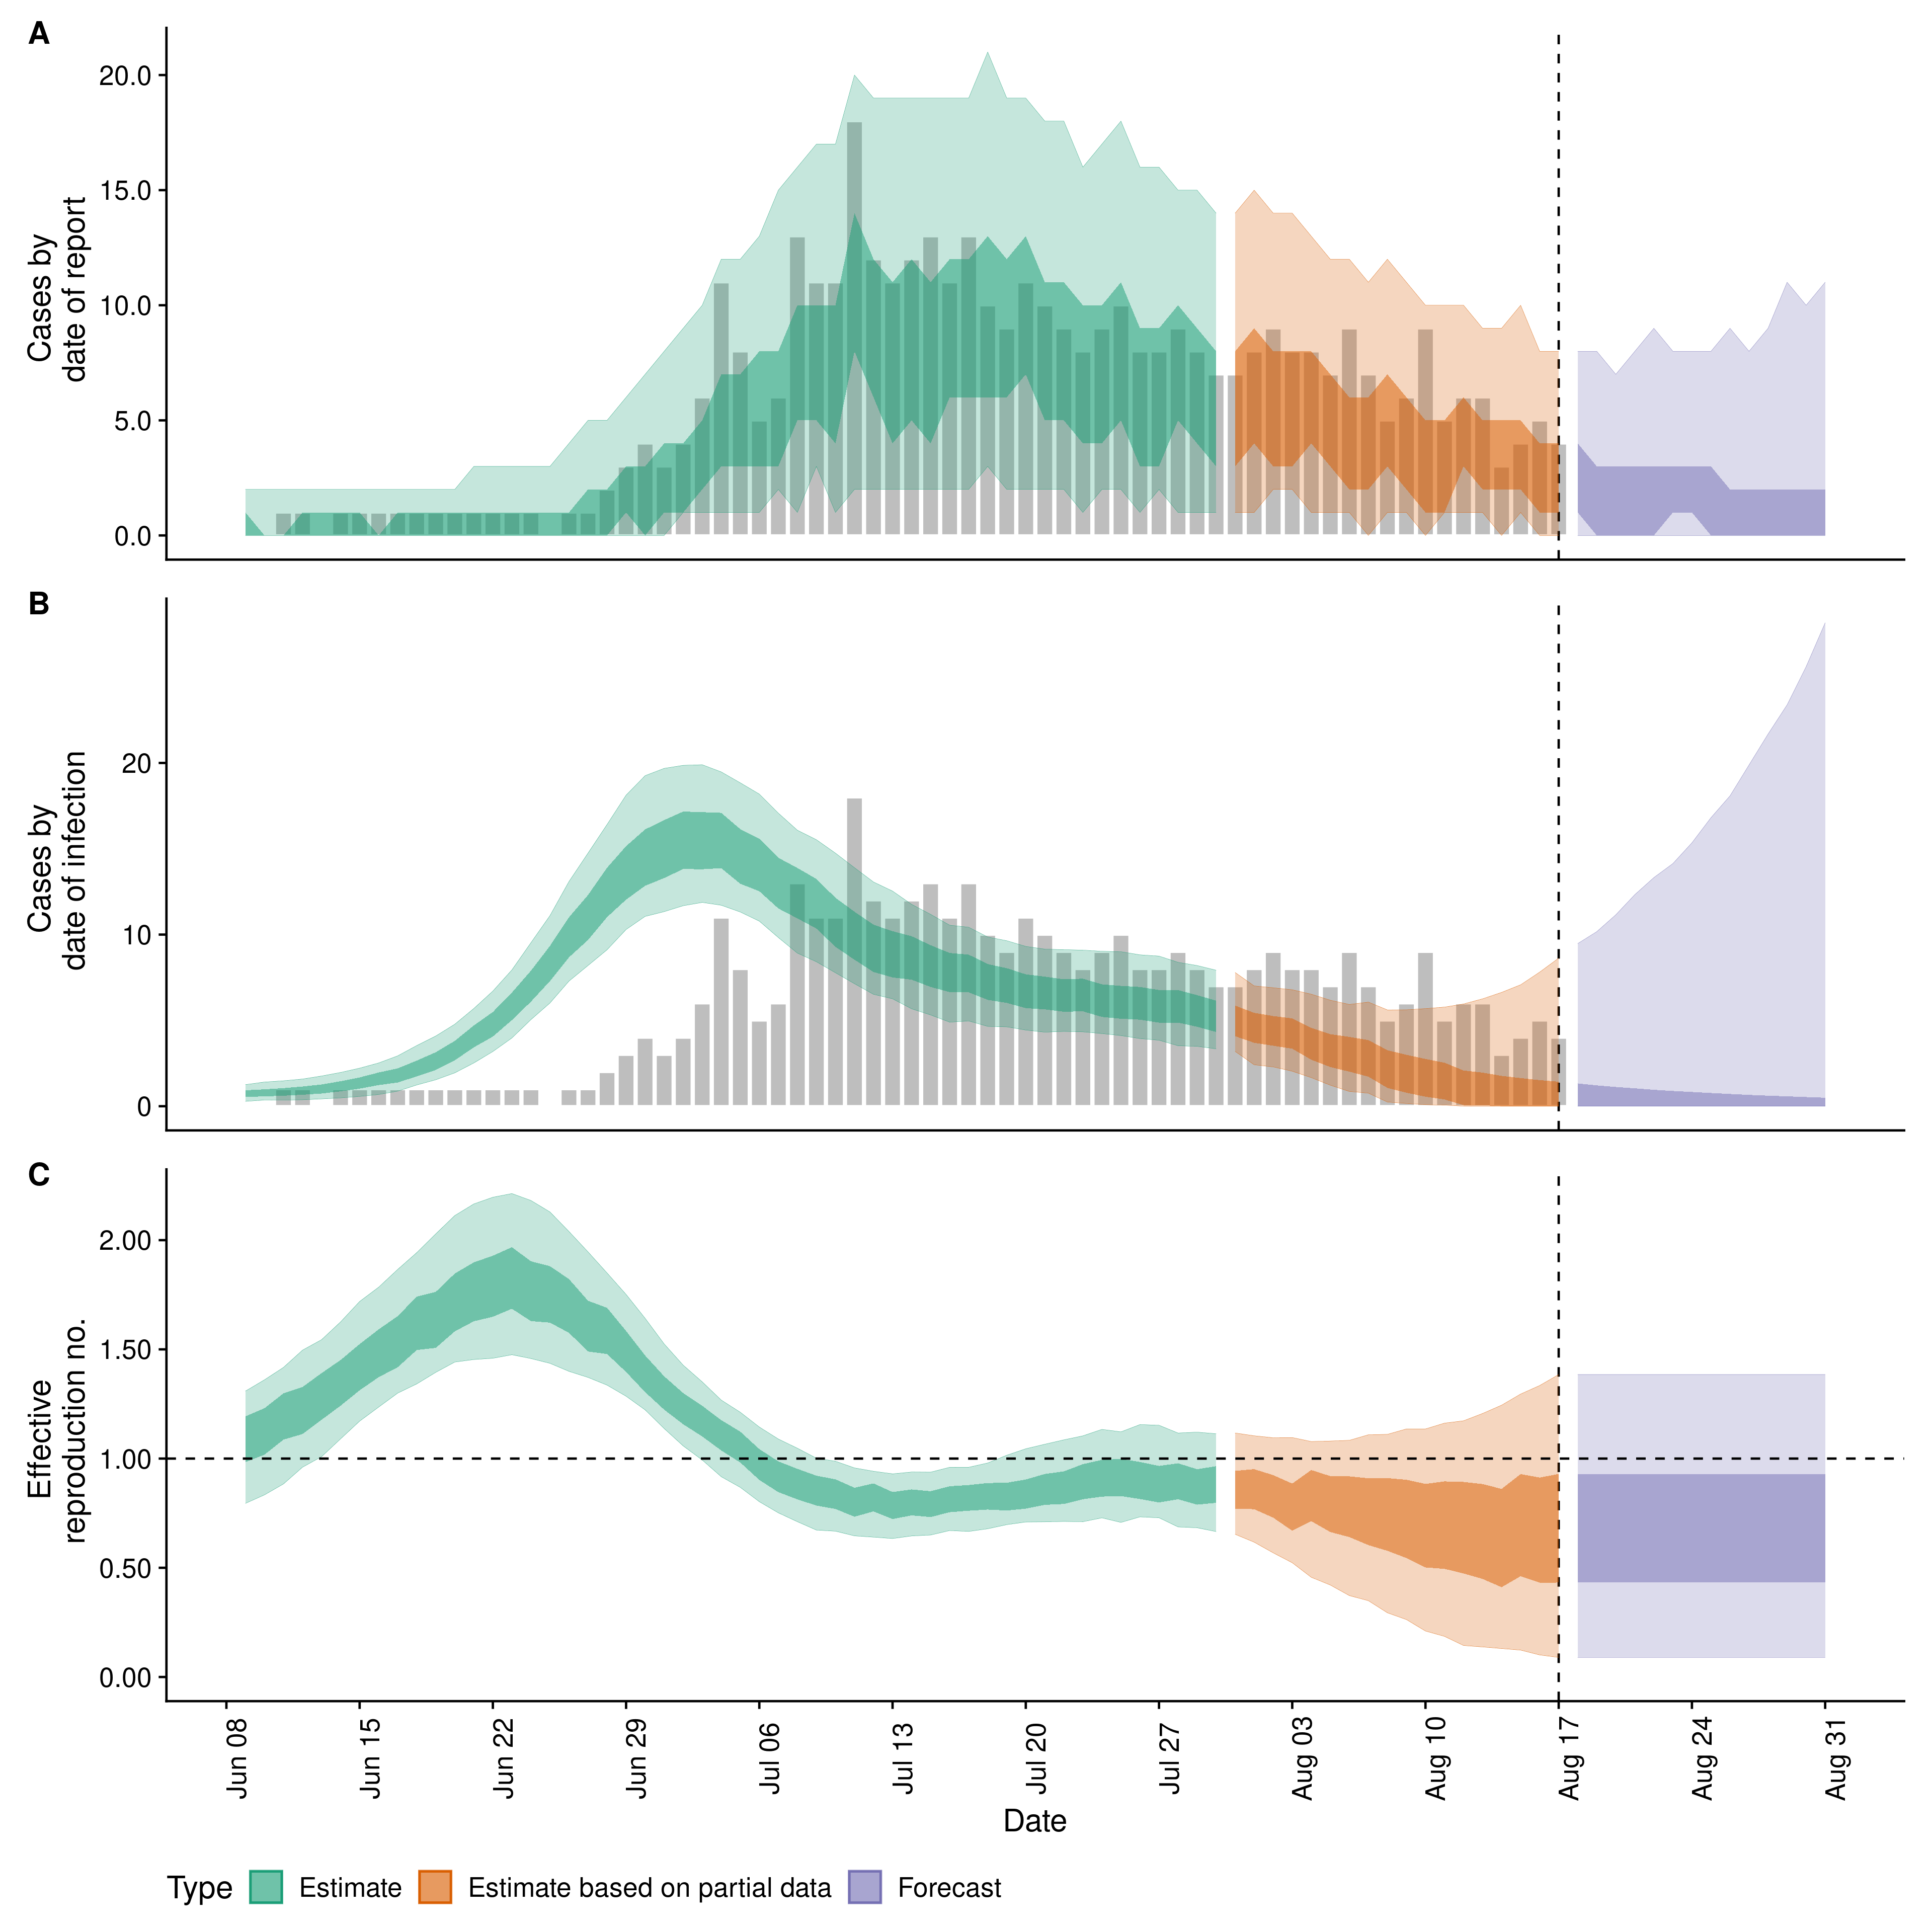 A
20.0
15.0
10.0
5.0
0.0
Cases by
date of report
B
20
10
0
Cases by
date of infection
C
2.00
1.50
1.00
0.50
0.00
Effective
reproduction no.
Jun 08
Jun 15
Jun 22
Jun 29
Jul 06
Jul 13
Jul 20
Jul 27
Aug 03
Aug 10
Aug 17
Aug 24
Aug 31
Date
Type Estimate Estimate based on partial data Forecast